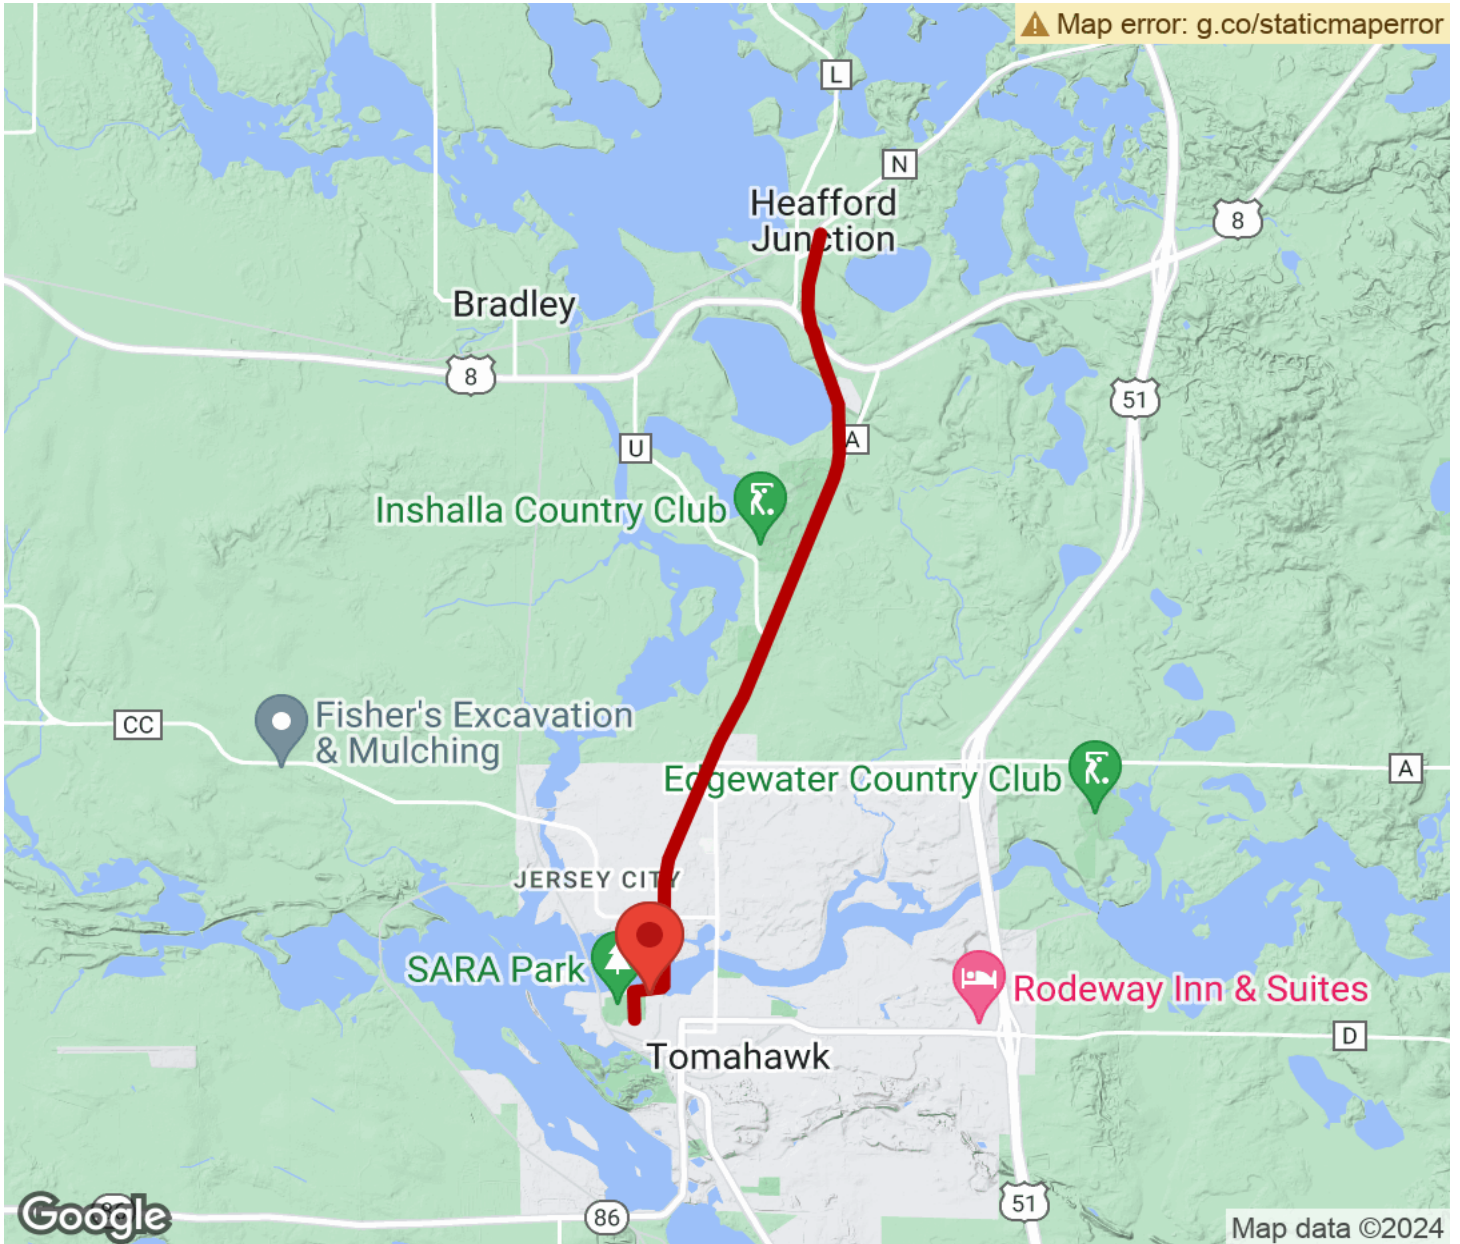 Map error: g.co/staticmaperror
L
N
Heafford
Junction
8
Bradley
8
51
U
A
Inshalla Country Club
CC
Fisher's Excavation
& Mulching
Edgewater Country Club
A
JERSEY CITY
SARA Park
Rodeway Inn & Suites
D
Tomahawk
51
86
Google
Map data ©2024